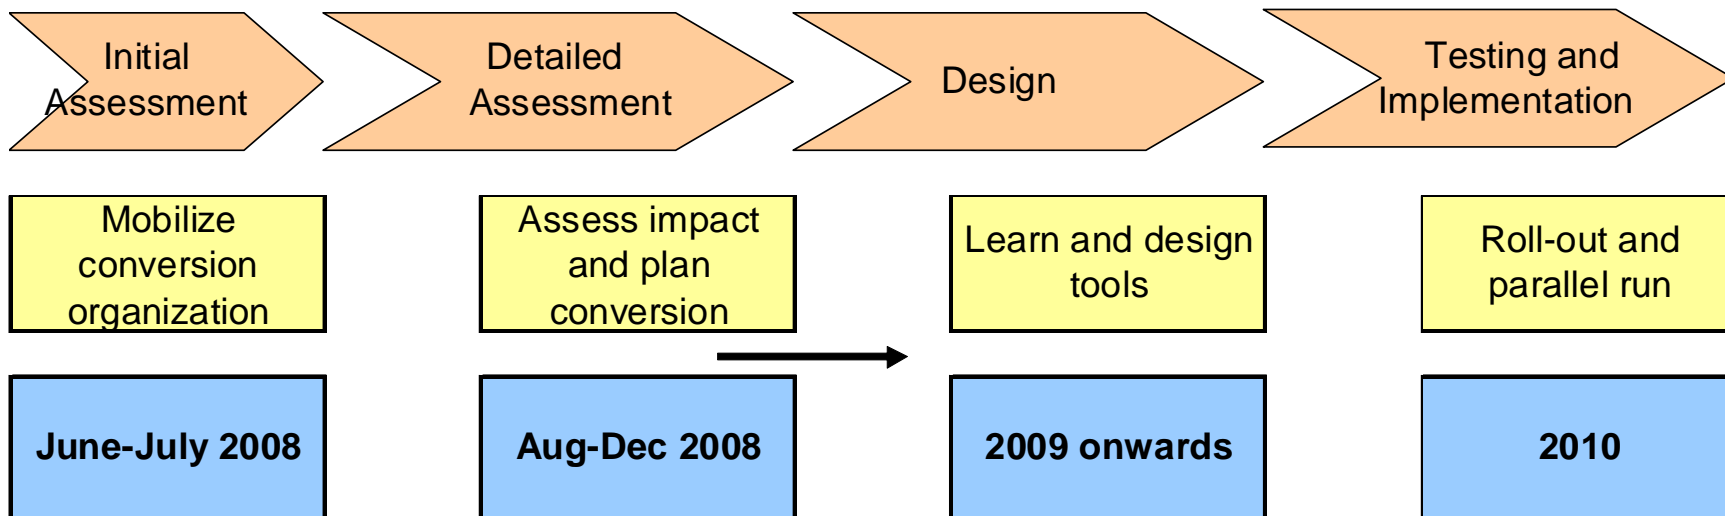 Initial
Assessment
Detailed
Assessment
Design
Testing and
Implementation
Mobilize
conversion
organization
Assess impact
and plan
conversion
Learn and design
tools
Roll-out and
parallel run
June-July 2008
Aug-Dec 2008
2009 onwards
2010